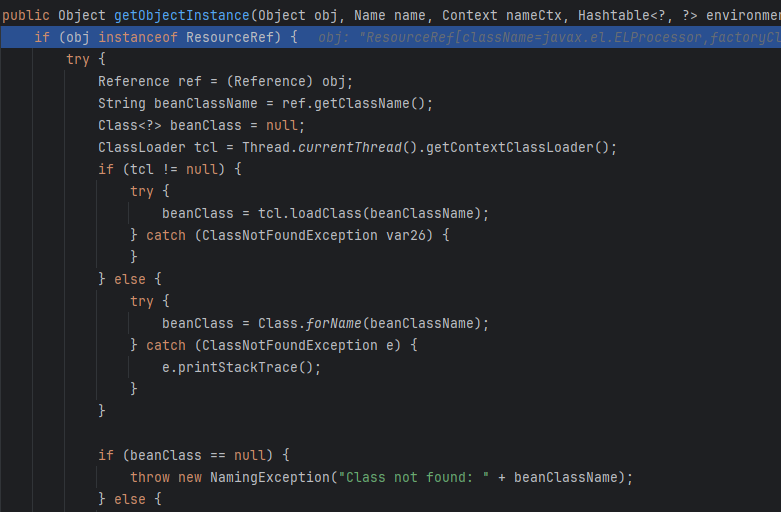 public Object getObjectInstance(Object obj, Name name, Context nameCtx, Hashtable<?, ?> environme
if (obj instanceof ResourceRef) { obj: "ResourceRef[className=javax.el.ELProcessor,factoryCl
try {
Reference ref = (Reference) obj;
String beanClassName = ref.getClassName();
Class<?> beanClass = null;
ClassLoader tcl = Thread.currentThread().getContextClassLoader();
if (tcl != null) {
try {
beanClass = tcl.loadClass(beanClassName);
} catch (ClassNotFoundException var26) {
}
} else {
try {
beanClass = Class.forName(beanClassName);
} catch (ClassNotFoundException e) {
e.printStackTrace();
}
}
if (beanClass == null) {
throw new NamingException("Class not found: " + beanClassName);
} else {